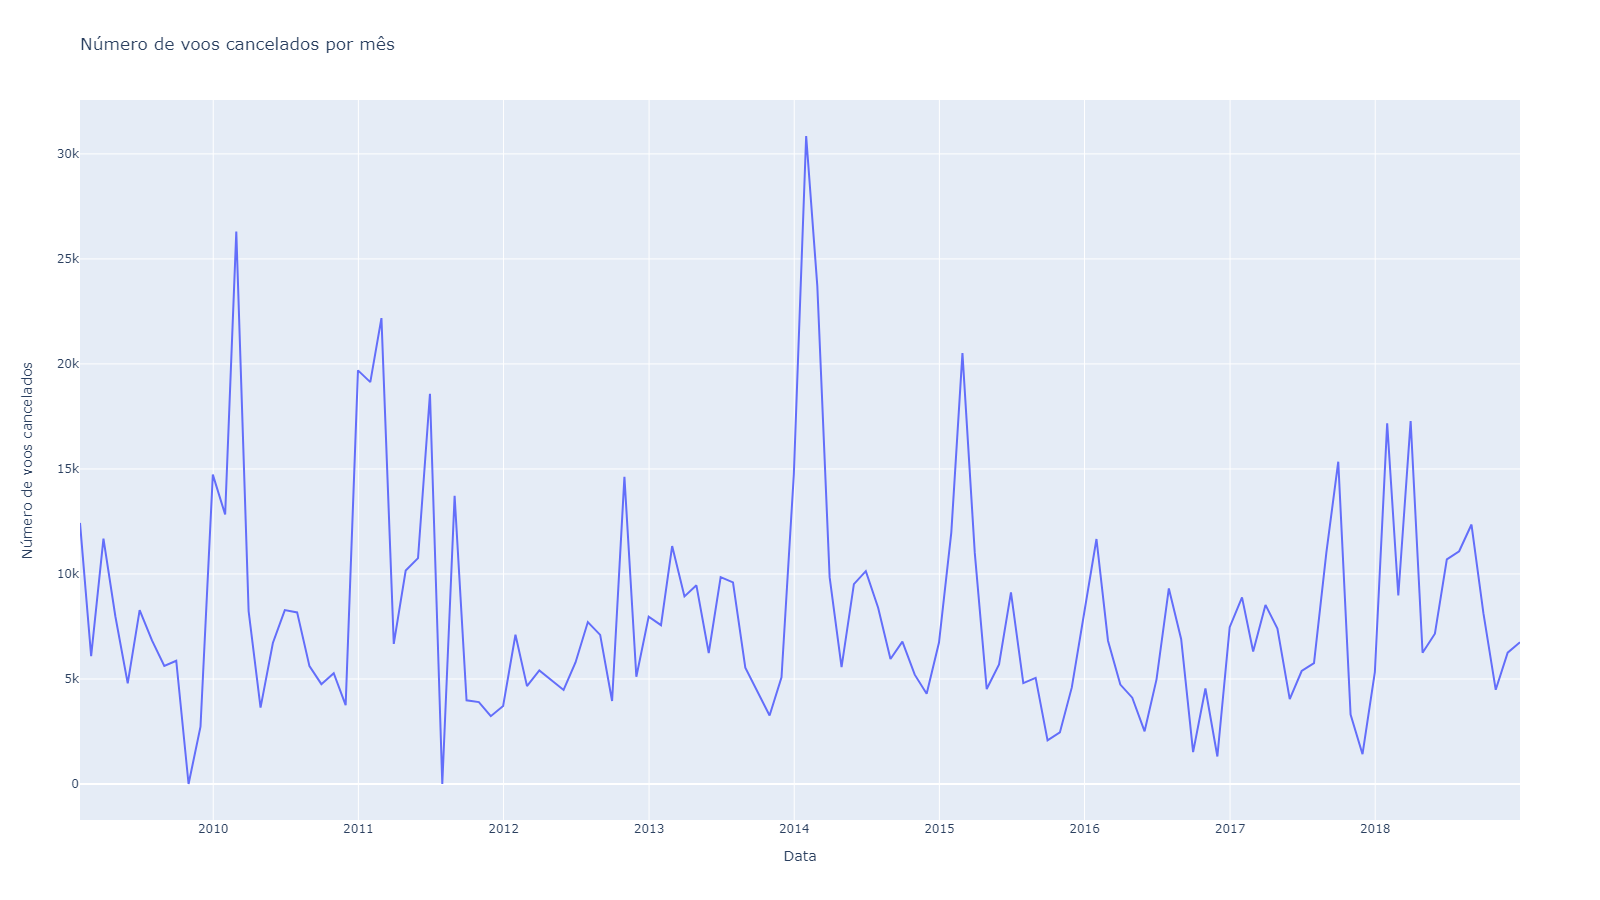 Número de voos cancelados por mês
Número de voos cancelados
30k
25k
20k
15k
10k
5k
0
2010 2011 2012 2013 2014 2015 2016 2017 2018
Data